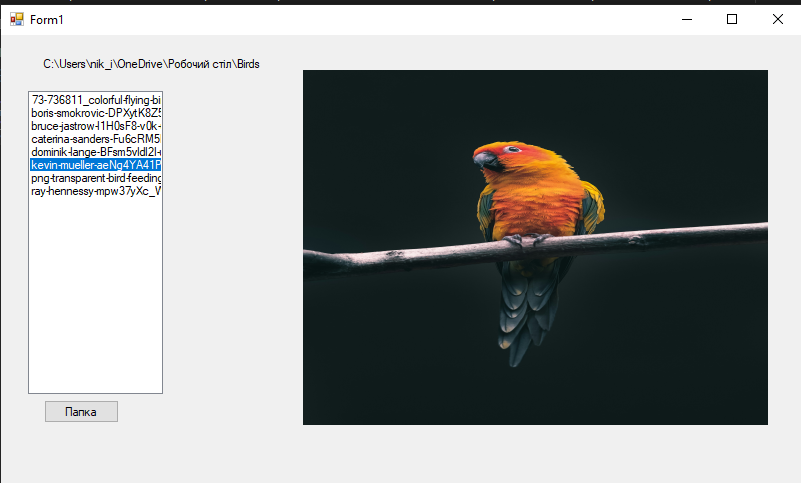 Form1
C:\Users\nik_i\OneDrive\Робочий стіл\Birds
73-736811_colorful-flying-bi
boris-smokrovic-DPXytK8Z5
bruce-jastrow-l1H0sF8-v0k-
caterina-sanders-Fu6cRM5
dominik-lange-BFsm5vldl2I-
kevin-mueller-aeNg4YA41P
png-transparent-bird-feeding
ray-hennessy-mpw37yXc_W
Папка